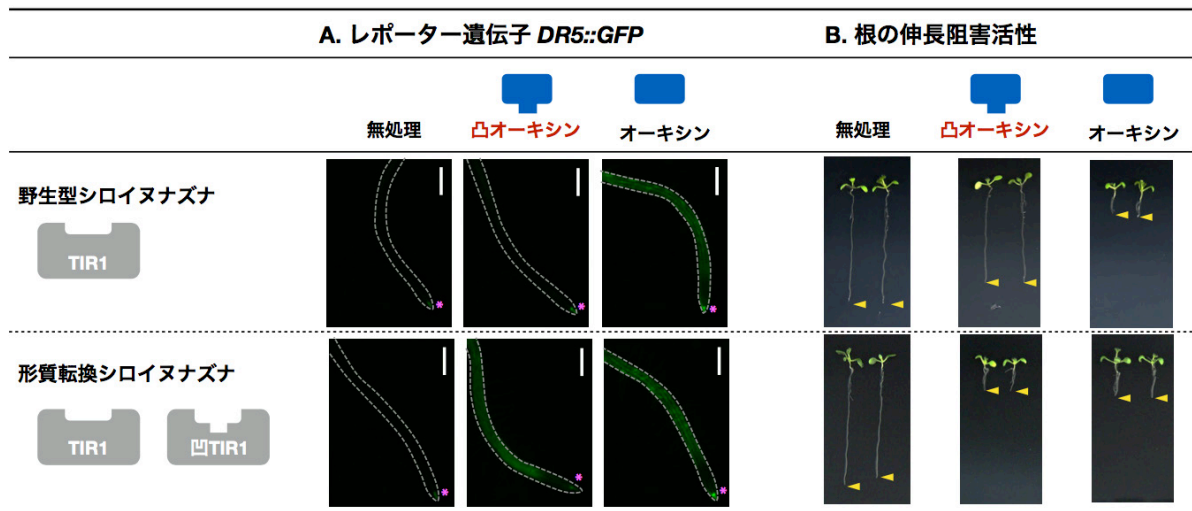 A. レポーター遺伝子 DR5::GFP
B. 根の伸長阻害活性
無処理
凸オーキシン
オーキシン
無処理
凸オーキシン
オーキシン
野生型シロイヌナズナ
TIR1
*
*
*
形質転換シロイヌナズナ
TIR1
凹TIR1
*
*
*